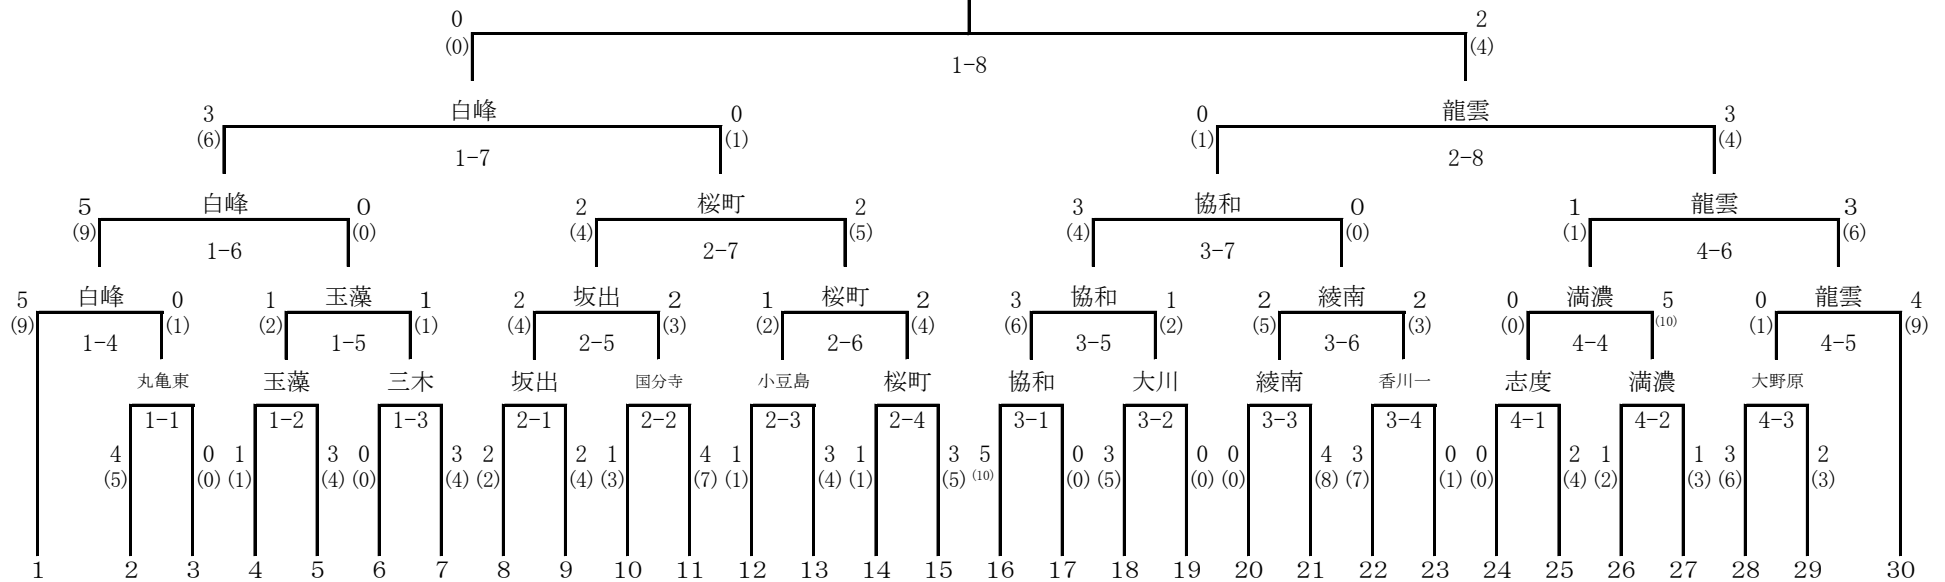 0 2
(0) (4)
1-8
3 白峰 0 0 龍雲 3
(6) (1) (1) (4)
1-7 2-8
5 白峰 0 2 桜町 2 3 協和 0 1 龍雲 3
(9) (0) (4) (5) (4) (0) (1) (6)
1-6 2-7 3-7 4-6
5 白峰 0 1 玉藻 1 2 坂出 2 1 桜町 2 3 協和 1 2 綾南 2 0 満濃 5 0 龍雲 4
(9) (1) (2) (1) (4) (3) (2) (4) (6) (2) (5) (3) (0) (10) (1) (9)
1-4 1-5 2-5 2-6 3-5 3-6 4-4 4-5
丸亀東 玉藻 三木 坂出 国分寺 小豆島 桜町 協和 大川 綾南 香川一 志度 満濃 大野原
1-1 1-2 1-3 2-1 2-2 2-3 2-4 3-1 3-2 3-3 3-4 4-1 4-2 4-3
4 0 1 3 0 3 2 2 1 4 1 3 1 3 5 0 3 0 0 4 3 0 0 2 1 1 3 2
(5) (0) (1) (4) (0) (4) (2) (4) (3) (7) (1) (4) (1) (5) (10) (0) (5) (0) (0) (8) (7) (1) (0) (4) (2) (3) (6) (3)
1 2 3 4 5 6 7 8 9 10 11 12 13 14 15 16 17 18 19 20 21 22 23 24 25 26 27 28 29 30